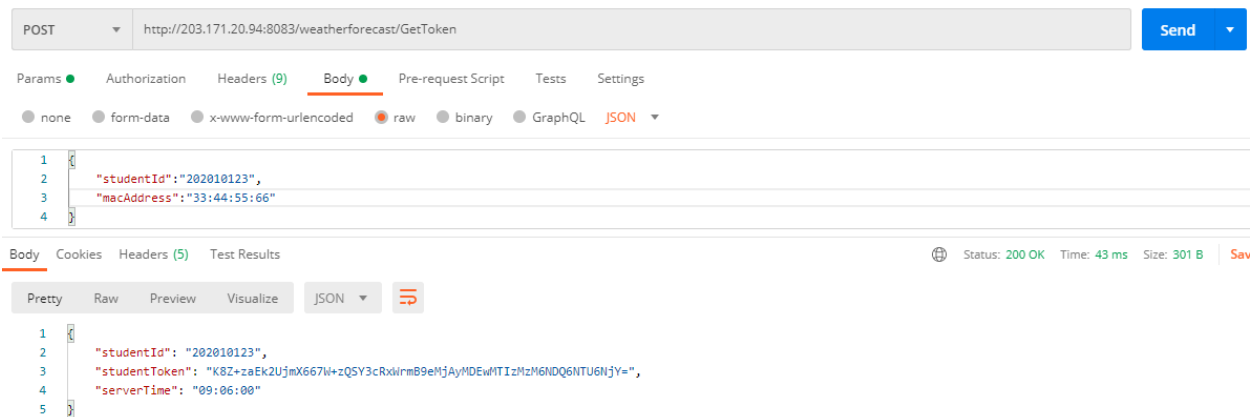 POST http://203.171.20.94:8083/weatherforecast/GetToken Send
Params Authorization Headers (9) Body Pre-request Script Tests Settings
none form-data x-www-form-urlencoded raw binary GraphQL JSON
1 {
2 "studentId":"202010123",
3 "macAddress":"33:44:55:66"
4 }
Body Cookies Headers (5) Test Results Status: 200 OK Time: 43 ms Size: 301 B Sav
Pretty Raw Preview Visualize JSON
1 {
2 "studentId": "202010123",
3 "studentToken": "K8Z+zaEk2UjmX667W+zQSY3cRxWrmB9eMjAyMDEwMTIzMzM6NDQ6NTU6NjY=",
4 "serverTime": "09:06:00"
5 }